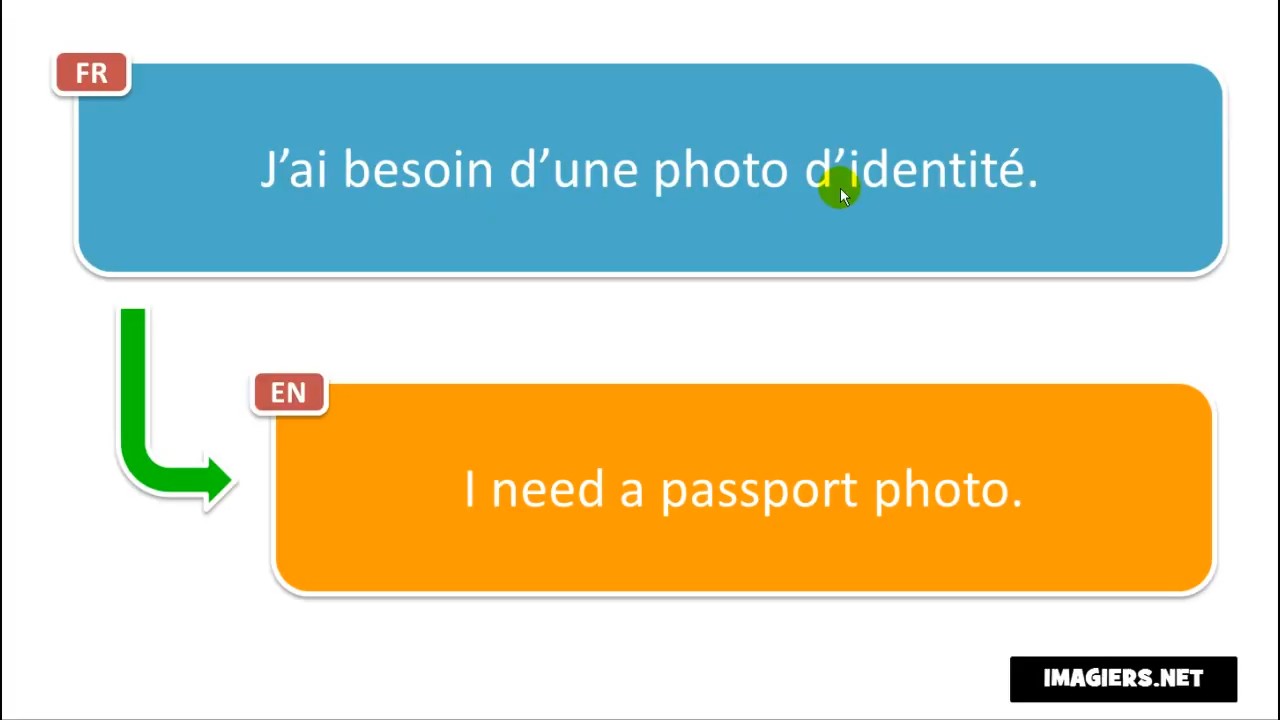 FR
J’ai besoin d’une photo d’identité.
EN
I need a passport photo.
IMAGIERS.NET